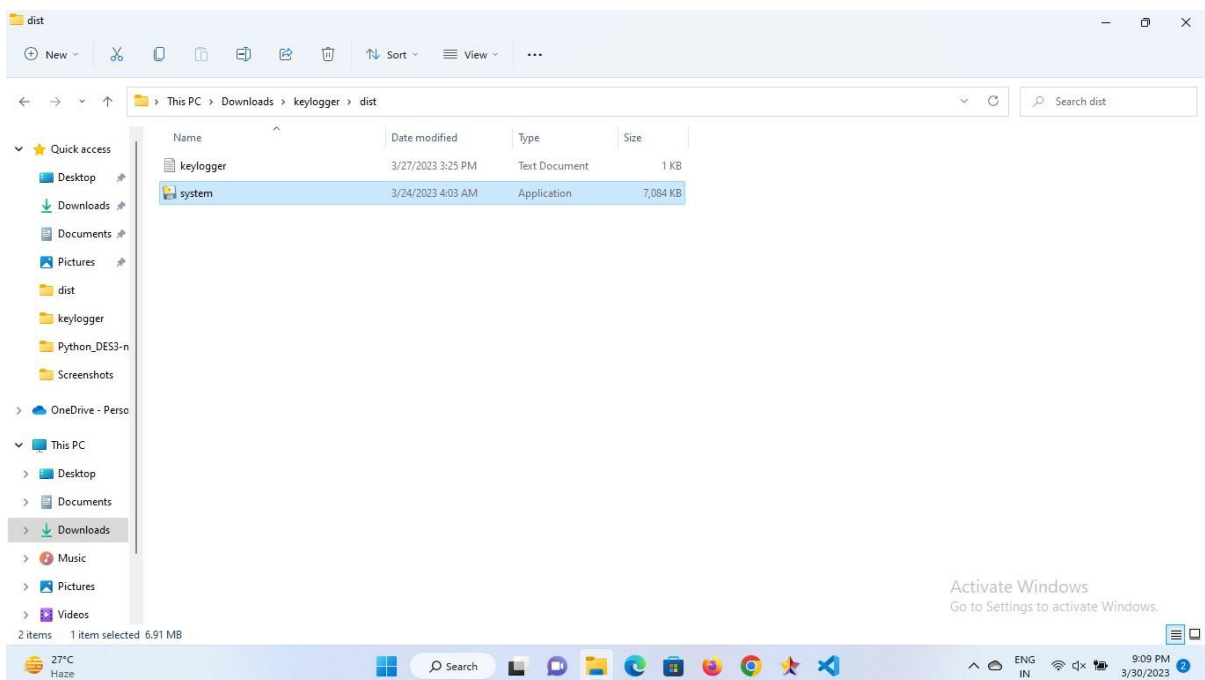 dist
New
Sort
View
This PC > Downloads > keylogger > dist
Search dist
Name
Date modified
Type
Size
keylogger
3/27/2023 3:25 PM
Text Document
1 KB
system
3/24/2023 4:03 AM
Application
7,084 KB
Quick access
Desktop
Downloads
Documents
Pictures
dist
keylogger
Python_DES3-n
Screenshots
OneDrive - Perso
This PC
Desktop
Documents
Downloads
Music
Pictures
Videos
Activate Windows
Go to Settings to activate Windows.
2 items 1 item selected 6.91 MB
27°C
Haze
Search
ENG
IN
9:09 PM
3/30/2023
2